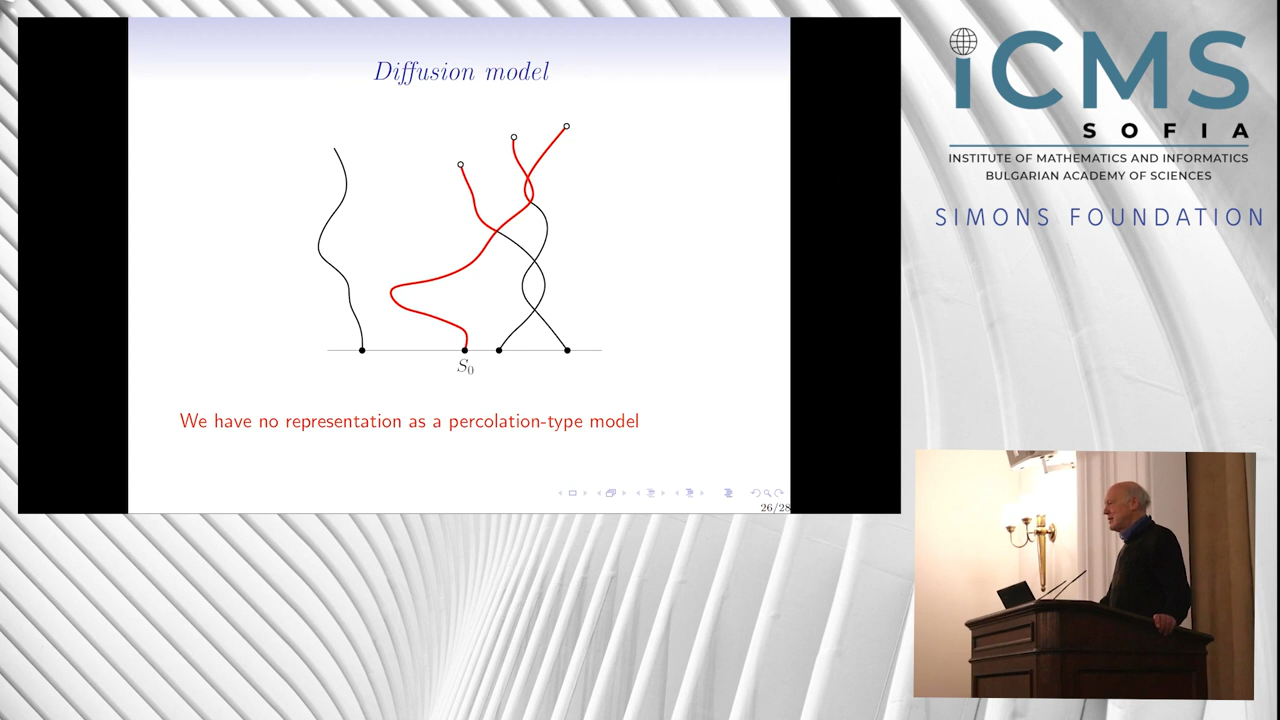 Diffusion model
S0
We have no representation as a percolation-type model
26/28
iCMS
SOFIA
INSTITUTE OF MATHEMATICS AND INFORMATICS
BULGARIAN ACADEMY OF SCIENCES
SIMONS FOUNDATION